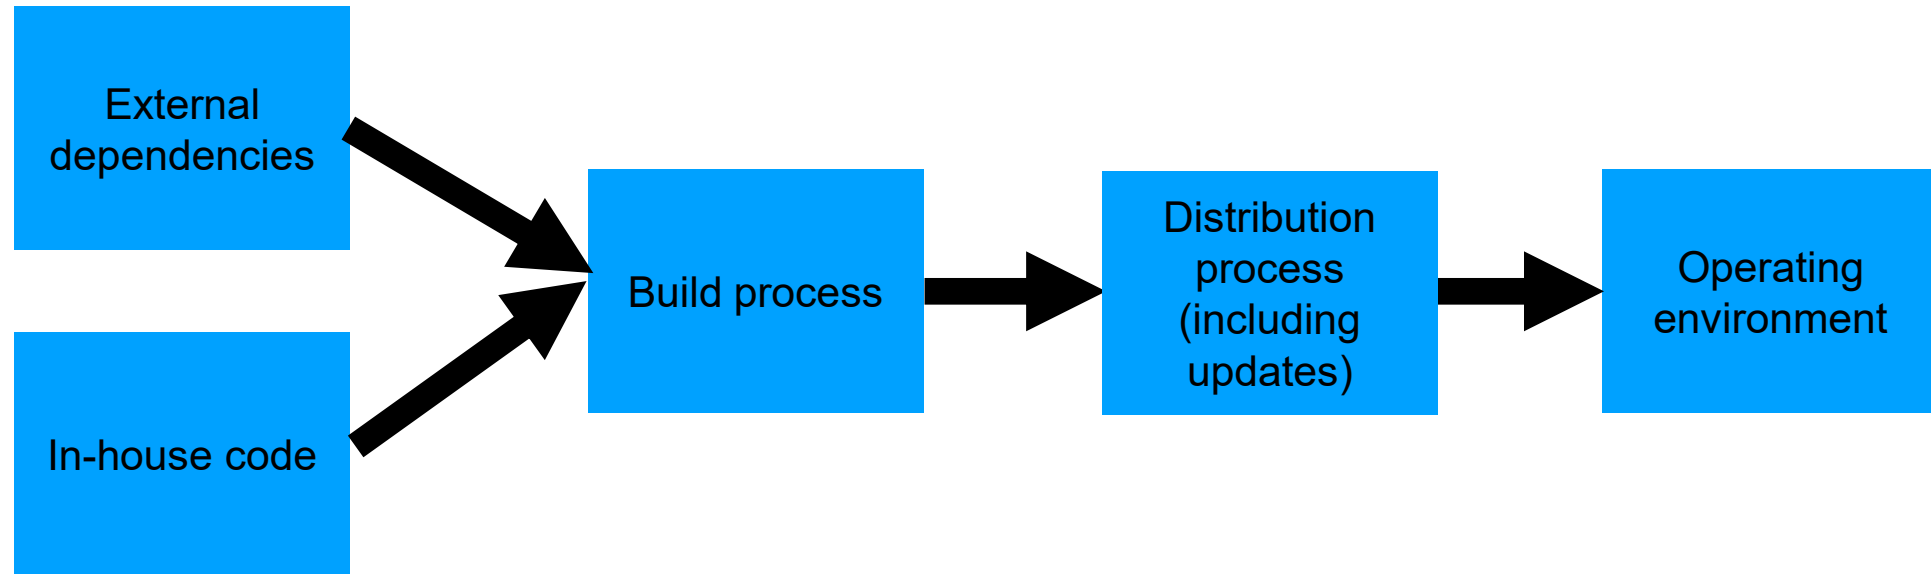 External
dependencies
In-house code
Build process
Distribution
process
(including
updates)
Operating
environment